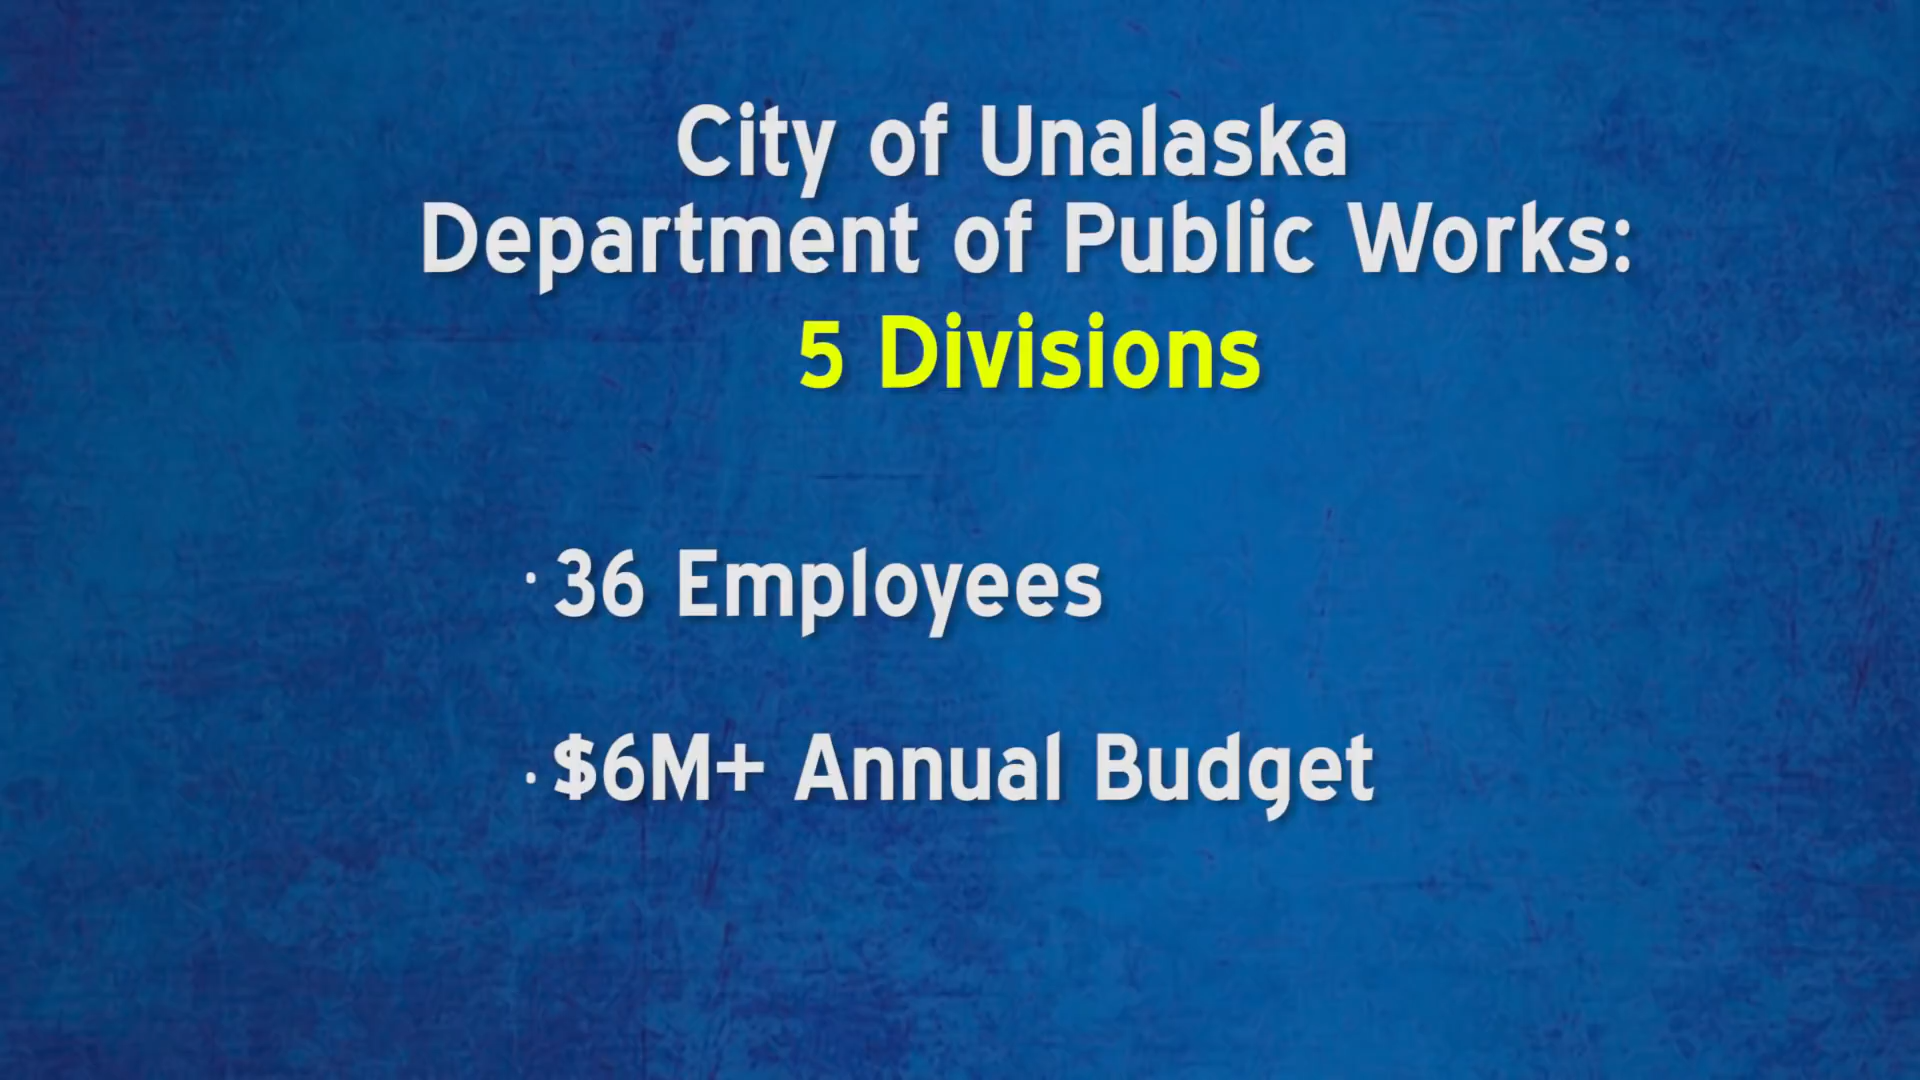 City of Unalaska
Department of Public Works:
5 Divisions
· 36 Employees
· $6M+ Annual Budget